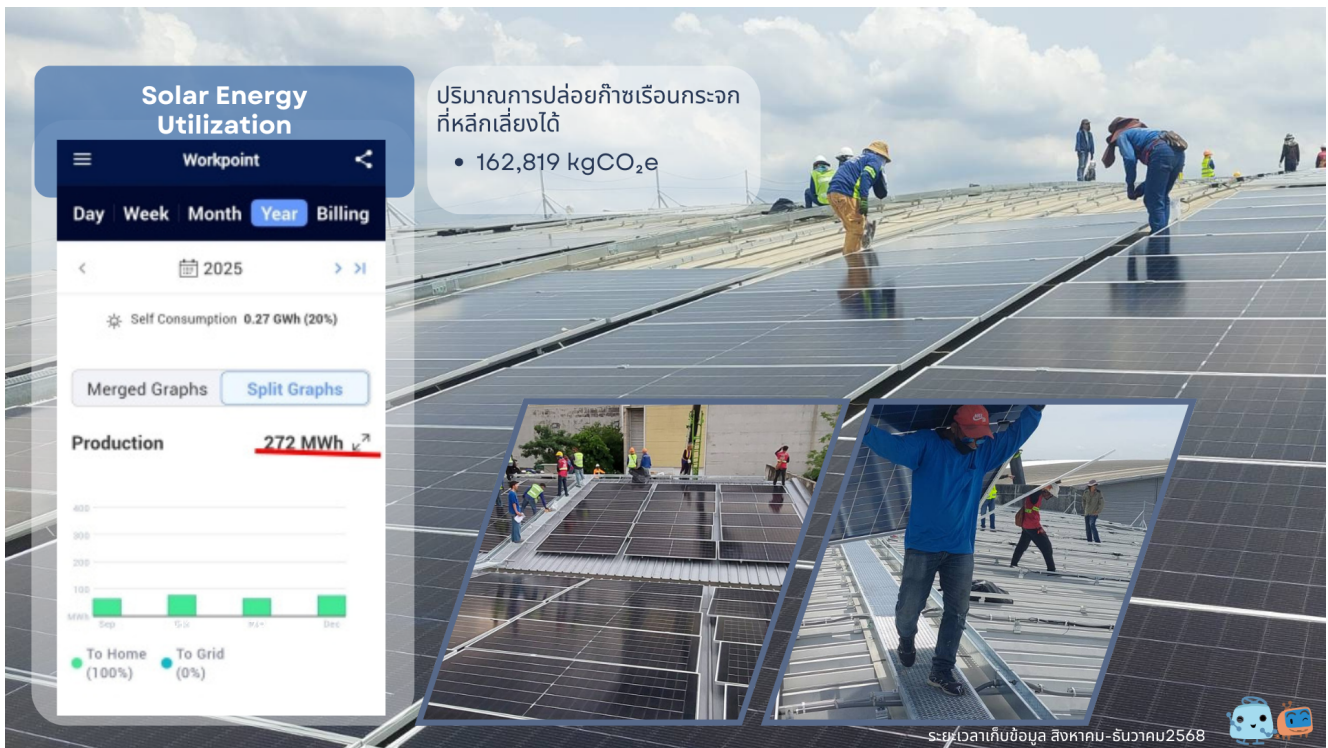 Solar Energy
Utilization
Workpoint
Day Week Month Year Billing
2025
Self Consumption 0.27 GWh (20%)
Merged Graphs Split Graphs
Production 272 MWh
400
300
200
100
MWh
Sep Dec
To Home To Grid
(100%) (0%)
ปริมาณการปล่อยก๊าซเรือนกระจก
ที่หลีกเลี่ยงได้
• 162,819 kgCO₂e
ระยะเวลาเก็บข้อมูล สิงหาคม-ธันวาคม2568